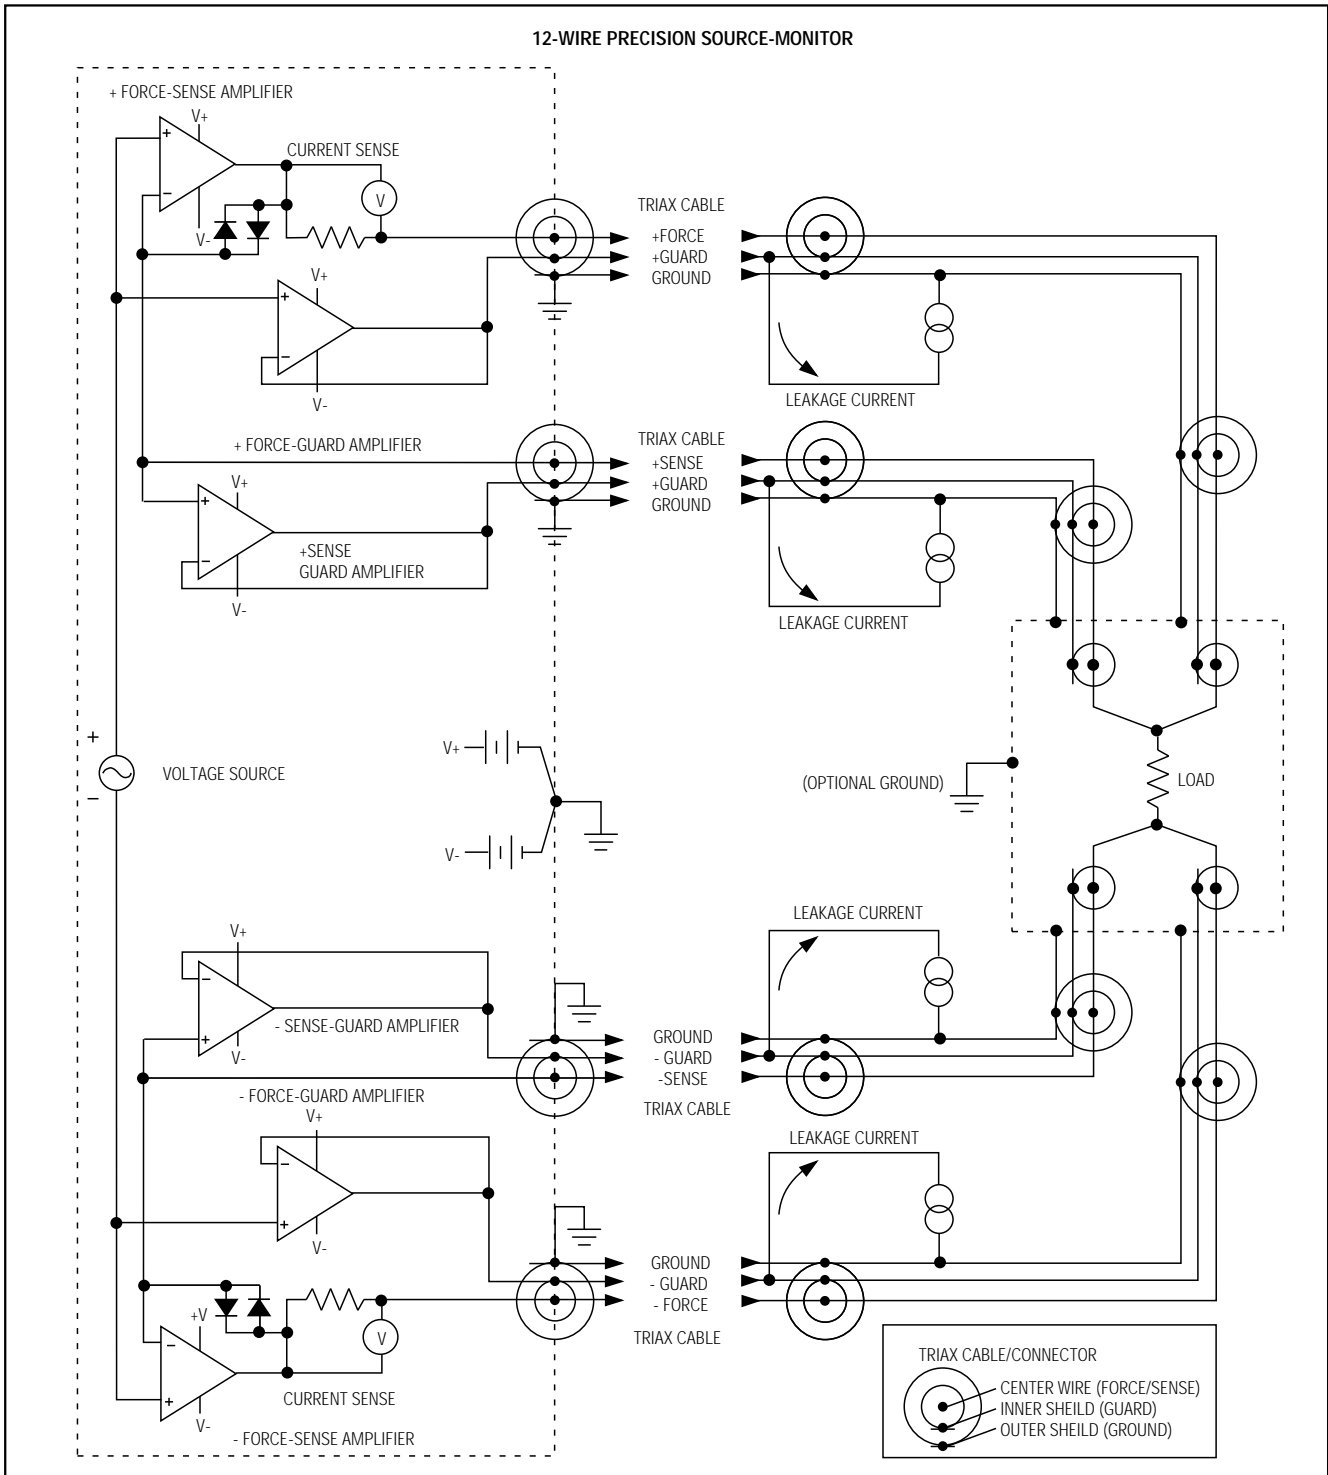 12-WIRE PRECISION SOURCE-MONITOR
+ FORCE-SENSE AMPLIFIER
V+
+
−
V-
CURRENT SENSE
V
TRIAX CABLE
+FORCE
+GUARD
GROUND
V+
+
−
V-
LEAKAGE CURRENT
+ FORCE-GUARD AMPLIFIER
TRIAX CABLE
+SENSE
+GUARD
GROUND
V+
+
−
V-
+SENSE
GUARD AMPLIFIER
LEAKAGE CURRENT
+
−
VOLTAGE SOURCE
V+
V-
(OPTIONAL GROUND)
LOAD
LEAKAGE CURRENT
V+
−
+
V-
- SENSE-GUARD AMPLIFIER
GROUND
- GUARD
-SENSE
TRIAX CABLE
- FORCE-GUARD AMPLIFIER
V+
−
+
V-
LEAKAGE CURRENT
GROUND
- GUARD
- FORCE
TRIAX CABLE
+V
−
+
V-
V
CURRENT SENSE
- FORCE-SENSE AMPLIFIER
TRIAX CABLE/CONNECTOR
CENTER WIRE (FORCE/SENSE)
INNER SHEILD (GUARD)
OUTER SHEILD (GROUND)